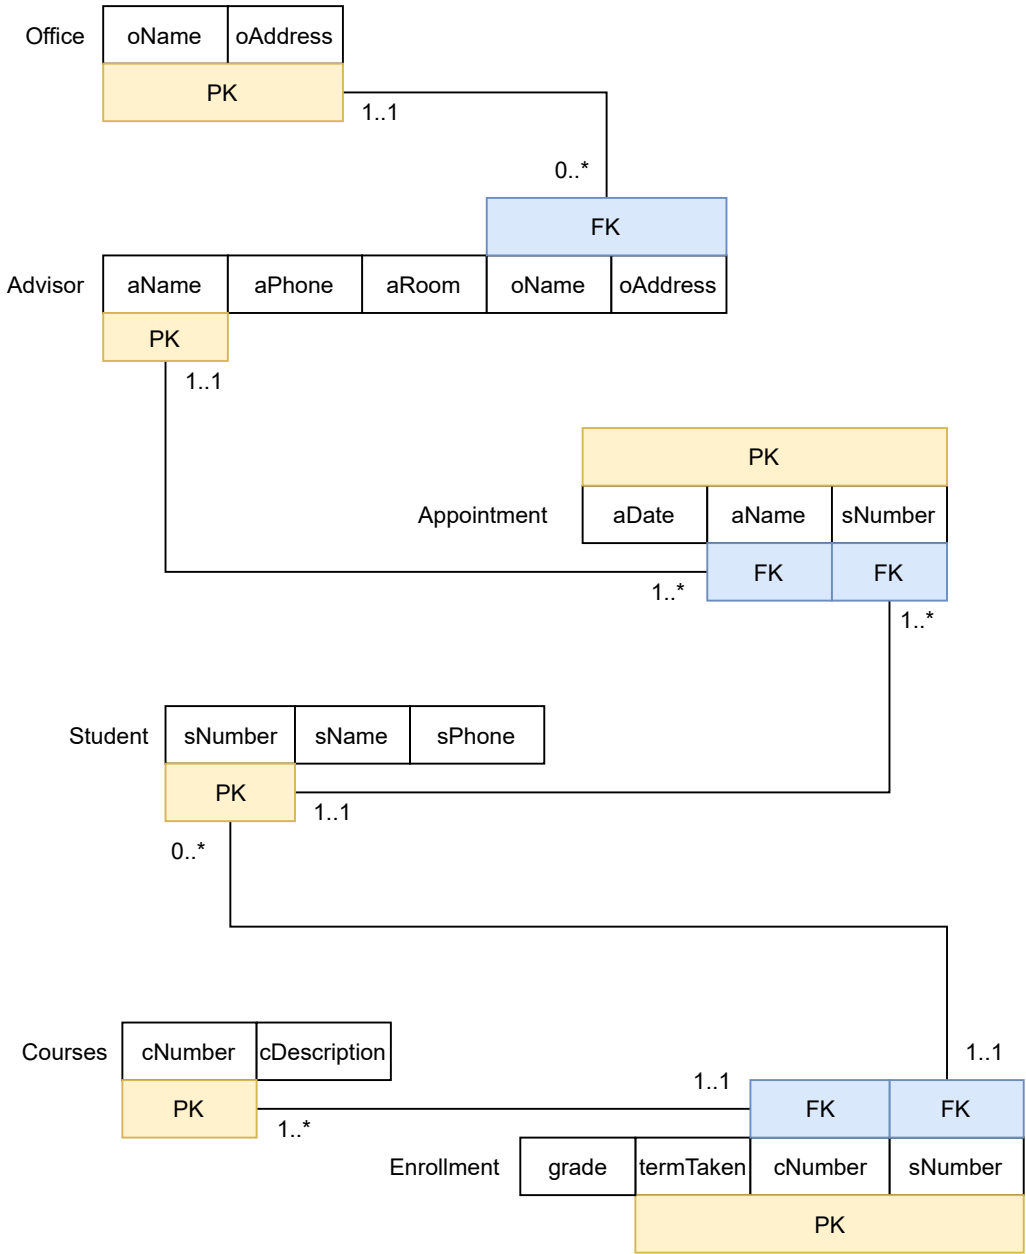 Office oName oAddress
PK
1..1
0..*
FK
Advisor aName aPhone aRoom oName oAddress
PK
1..1
PK
Appointment aDate aName sNumber
FK FK
1..*
1..*
Student sNumber sName sPhone
PK
1..1
0..*
Courses cNumber cDescription
1..1
1..1
PK
FK FK
1..*
Enrollment grade termTaken cNumber sNumber
PK